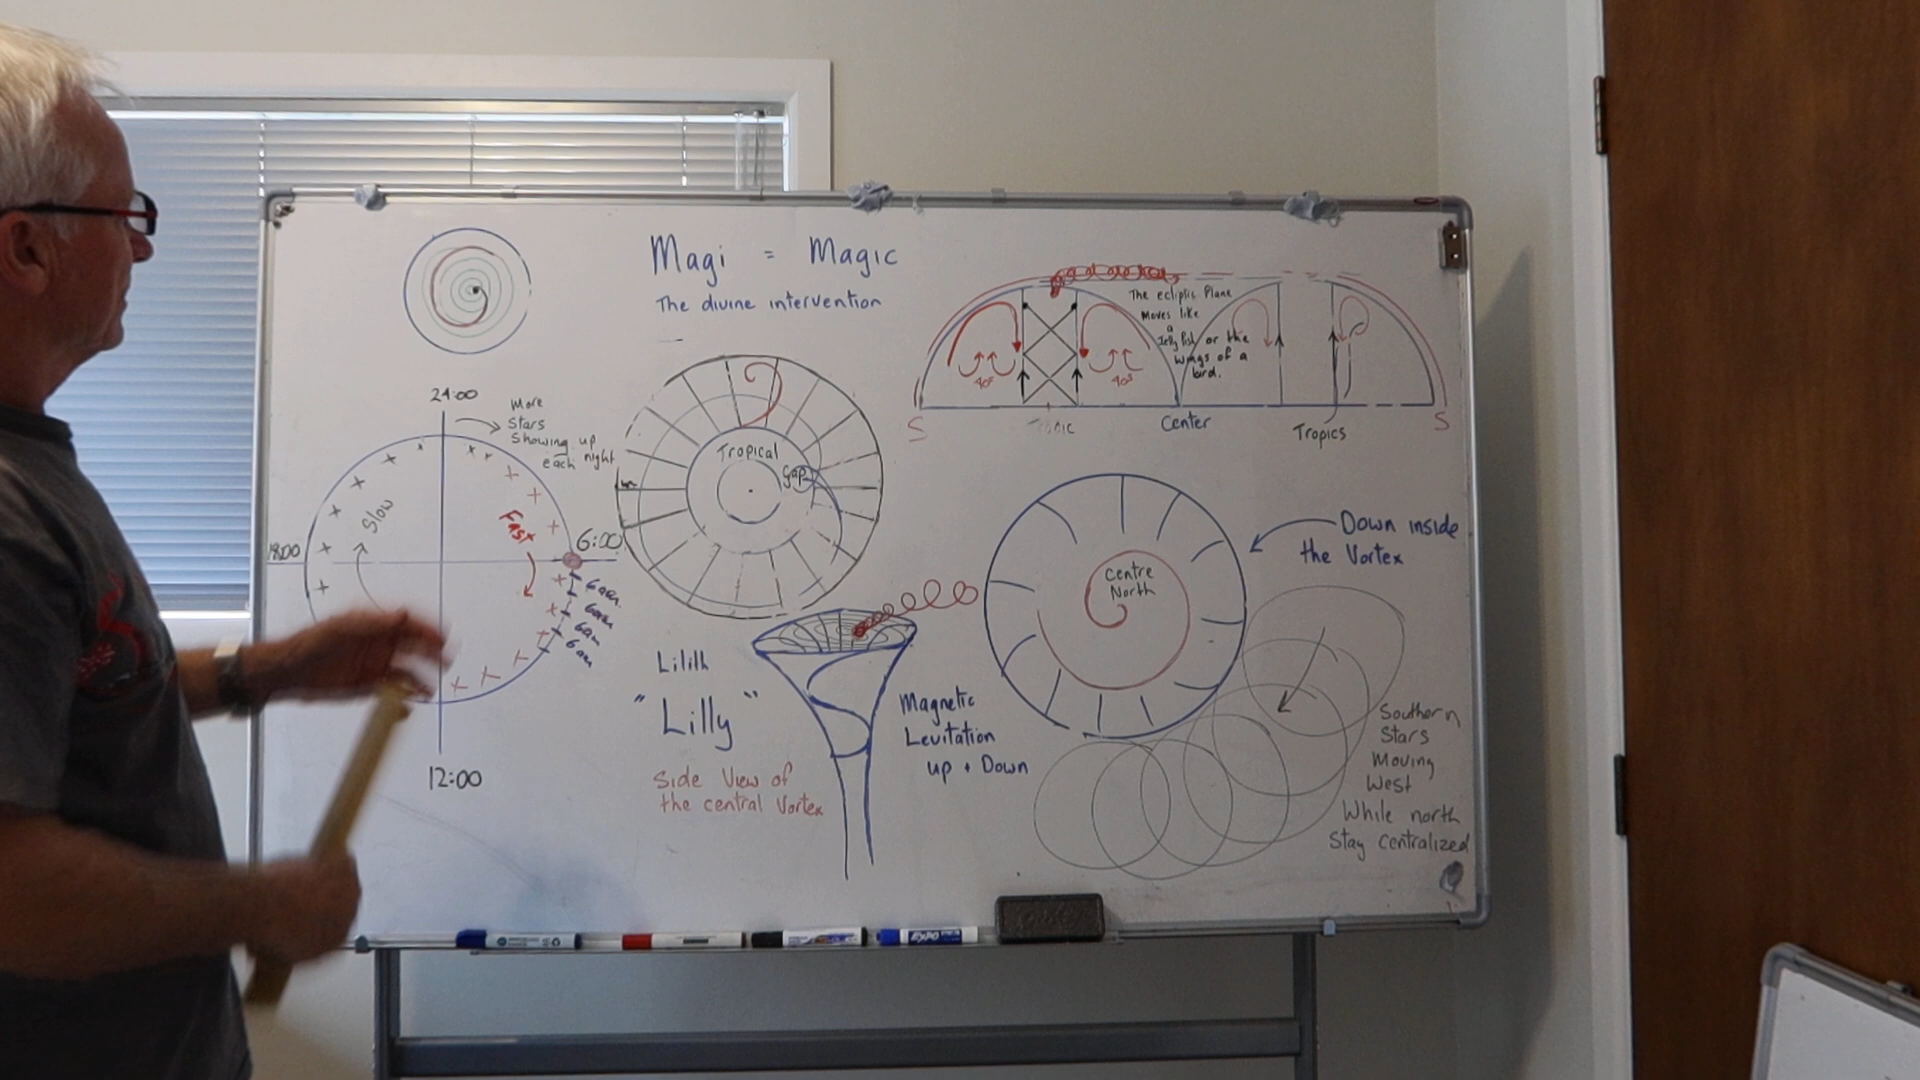 Magi = Magic
The divine intervention
24:00
More
Stars
Showing up
each night
Slow
Fast
18:00
6:00
6am
6am
6am
6am
12:00
Tropical
Gap
The ecliptic Plane
Moves like
a
Jelly fish or the
wings of a
bird.
40°
40°
S
Center
Tropics
S
Down inside
the Vortex
Centre
North
Lilith
"Lilly"
Side View of
the central Vortex
Magnetic
Levitation
up + Down
Southern
Stars
Moving
West
While north
Stay centralized
EXPO